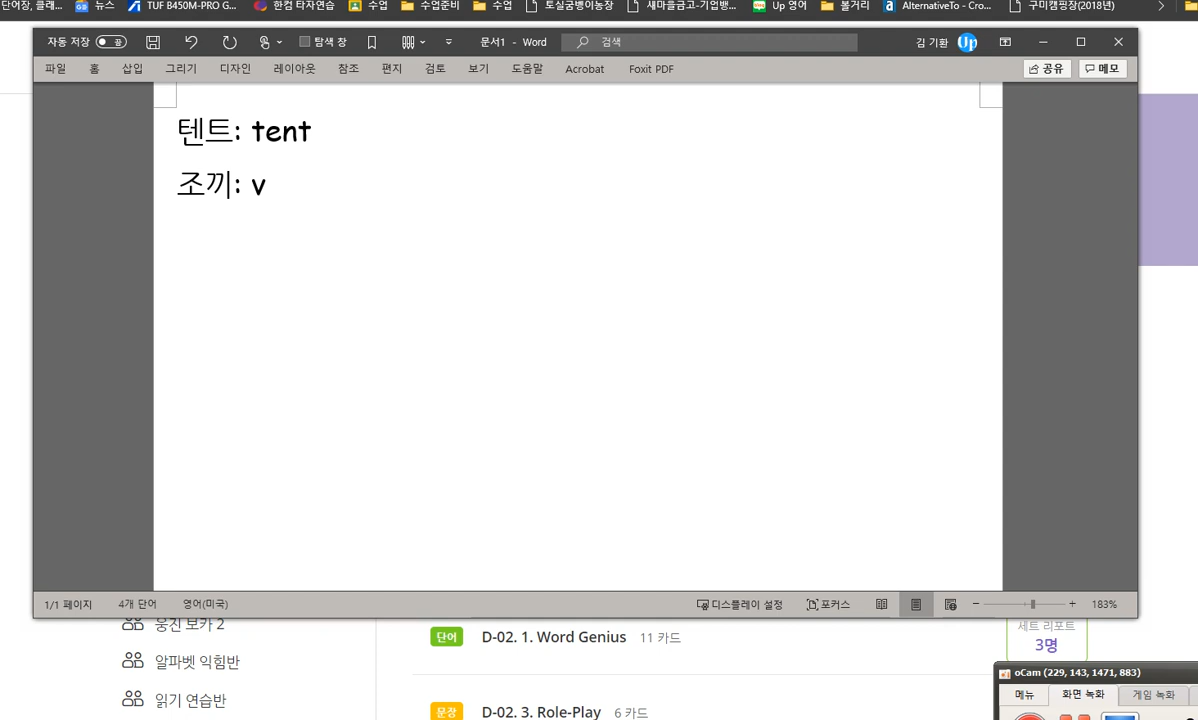 단어장, 클래... 뉴스 TUF B450M-PRO G... 한컴 타자연습 수업 수업준비 수업 토실굼벵이농장 새마을금고-기업뱅... Up 영어 볼거리 AlternativeTo - Cro... 구미캠핑장(2018년)
자동 저장 끔 탐색 창 문서1 - Word 검색 김 기환 Up
파일 홈 삽입 그리기 디자인 레이아웃 참조 편지 검토 보기 도움말 Acrobat Foxit PDF 공유 메모
텐트: tent
조끼: v
1/1 페이지 4개 단어 영어(미국) 디스플레이 설정 포커스 183%
웅진 보카 2
알파벳 익힘반
읽기 연습반
단어 D-02. 1. Word Genius 11 카드
문장 D-02. 3. Role-Play 6 카드
세트 리포트
3명
oCam (229, 143, 1471, 883)
메뉴 화면 녹화 게임 녹화